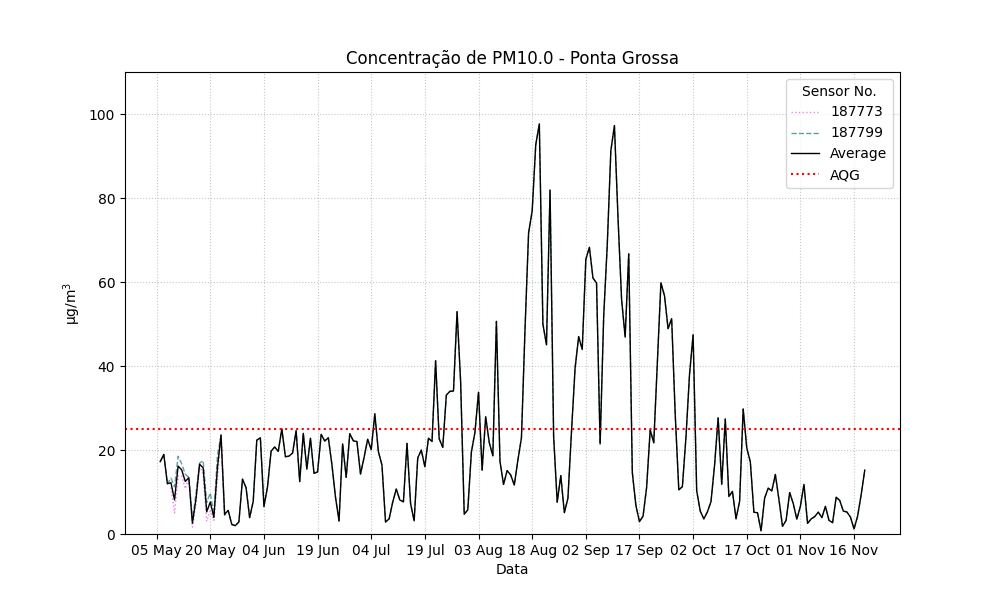 Concentração de PM10.0 - Ponta Grossa
Sensor No.
187773
187799
Average
AQG
100
80
60
40
20
0
µg/m³
05 May 20 May 04 Jun 19 Jun 04 Jul 19 Jul 03 Aug 18 Aug 02 Sep 17 Sep 02 Oct 17 Oct 01 Nov 16 Nov
Data